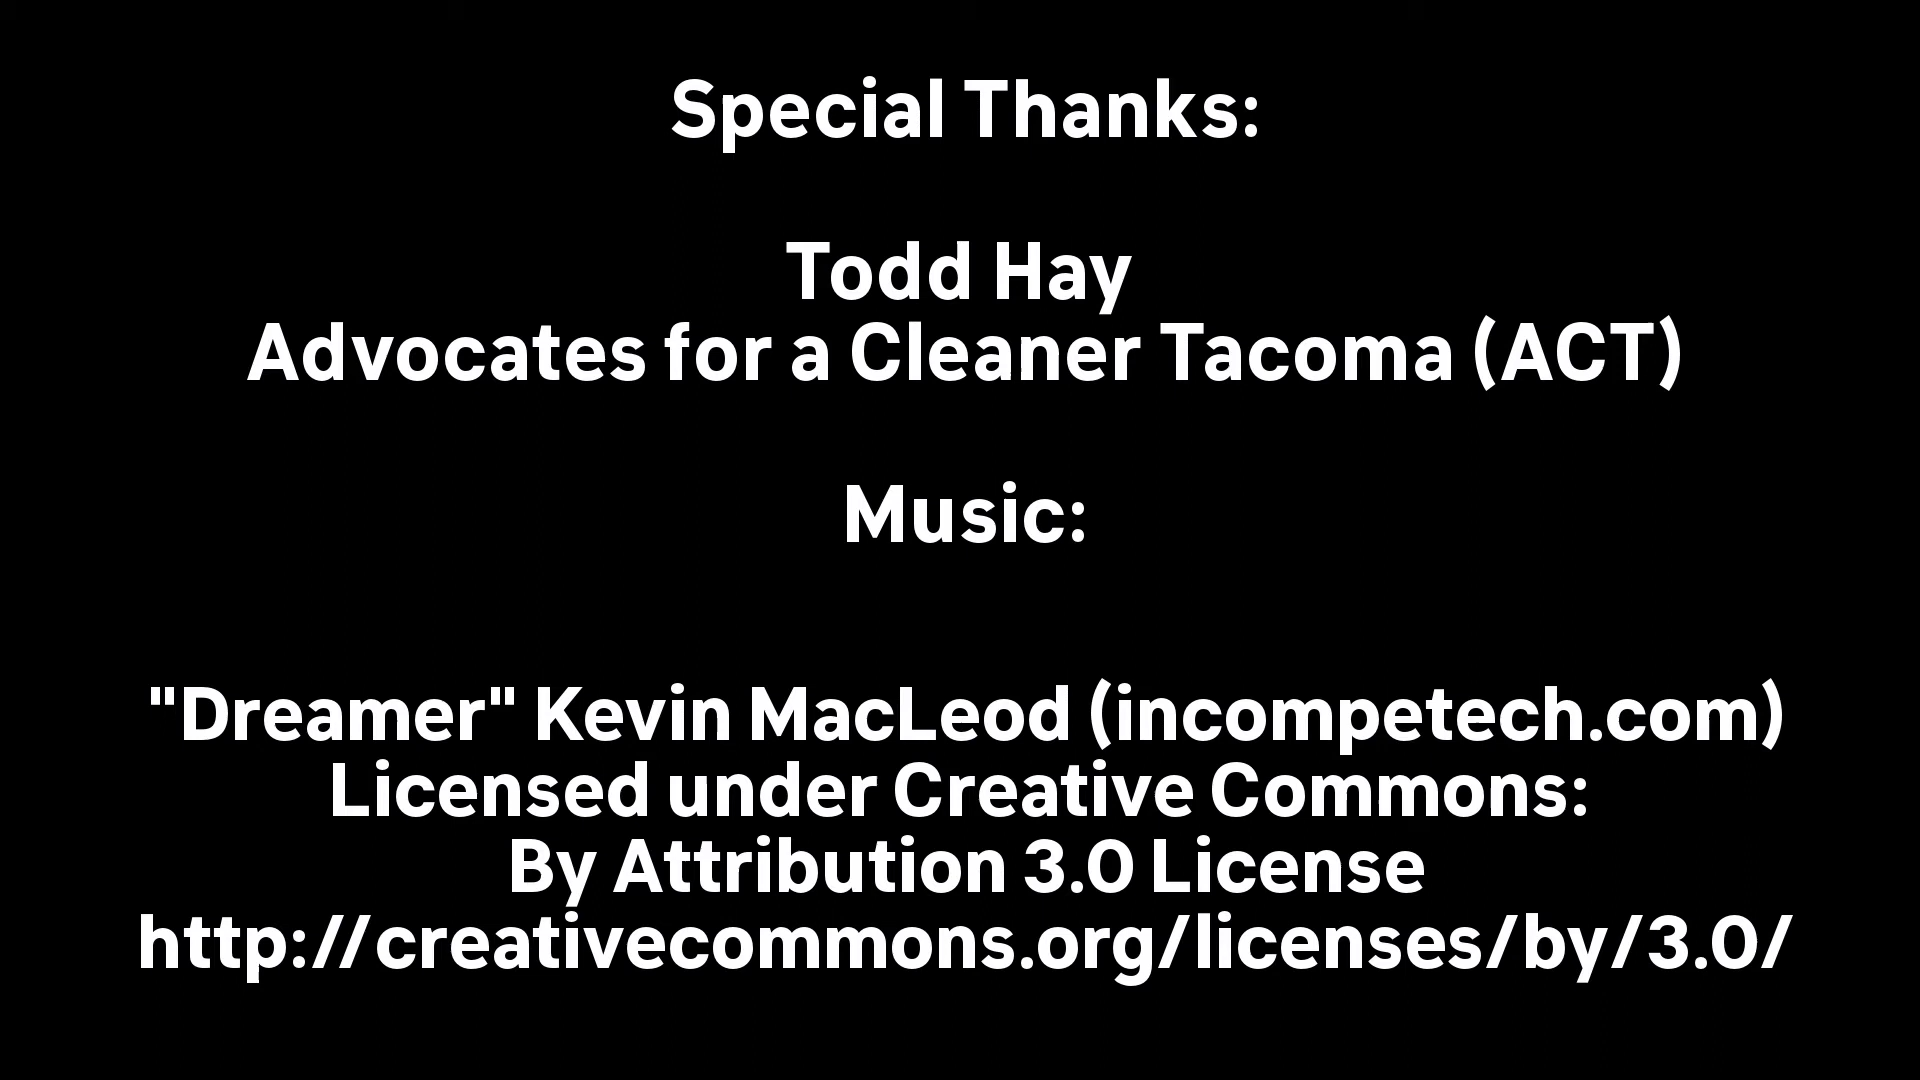 Special Thanks:
Todd Hay
Advocates for a Cleaner Tacoma (ACT)
Music:
"Dreamer" Kevin MacLeod (incompetech.com)
Licensed under Creative Commons:
By Attribution 3.0 License
http://creativecommons.org/licenses/by/3.0/